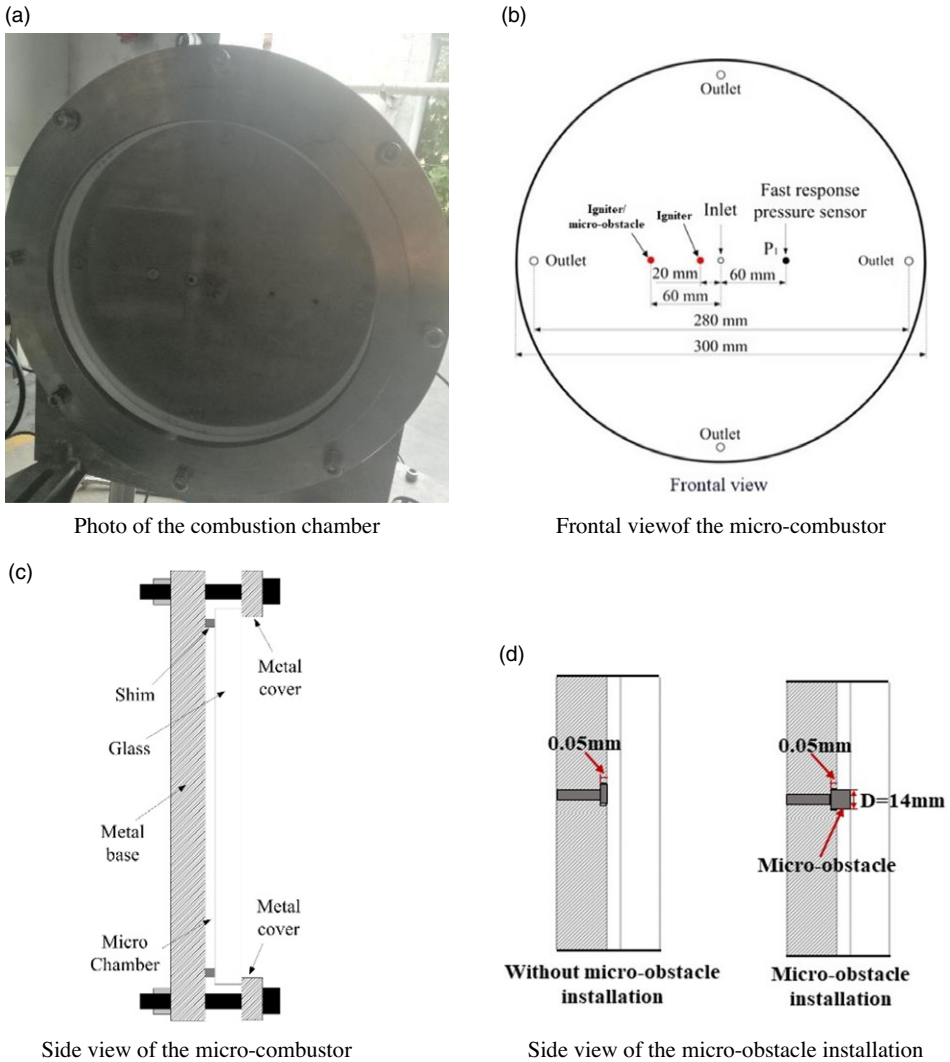 (a)
Photo of the combustion chamber
(b)
Outlet
Fast response
pressure sensor
Igniter/
micro-obstacle
Igniter
Inlet
P1
Outlet
Outlet
20 mm
60 mm
60 mm
280 mm
300 mm
Outlet
Frontal view
Frontal viewof the micro-combustor
(c)
Metal
cover
Shim
Glass
Metal
base
Metal
cover
Micro
Chamber
Side view of the micro-combustor
(d)
0.05mm
0.05mm
D=14mm
Micro-obstacle
Without micro-obstacle
installation
Micro-obstacle
installation
Side view of the micro-obstacle installation